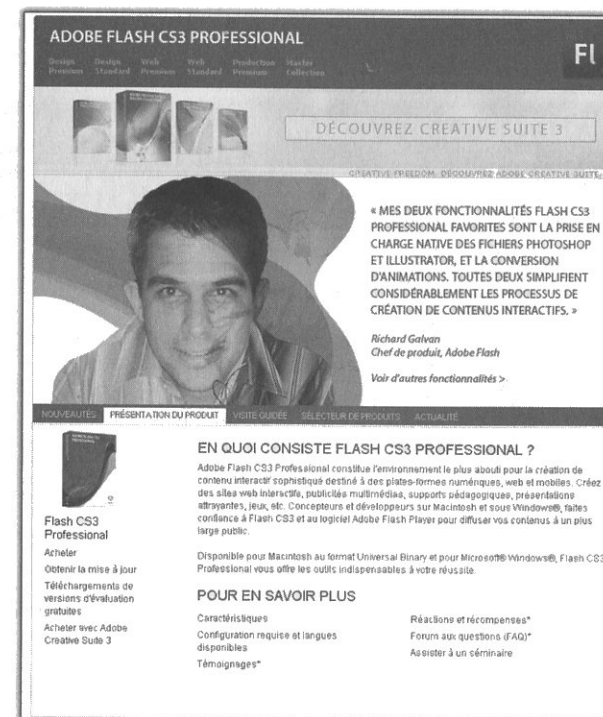 ADOBE FLASH CS3 PROFESSIONAL
Fl
Design Design Web Web Production Master
Premium Standard Premium Standard Premium Collection
DÉCOUVREZ CREATIVE SUITE 3
CREATIVE FREEDOM. DÉCOUVREZ ADOBE CREATIVE SUITE
« MES DEUX FONCTIONNALITÉS FLASH CS3
PROFESSIONAL FAVORITES SONT LA PRISE EN
CHARGE NATIVE DES FICHIERS PHOTOSHOP
ET ILLUSTRATOR, ET LA CONVERSION
D'ANIMATIONS. TOUTES DEUX SIMPLIFIENT
CONSIDÉRABLEMENT LES PROCESSUS DE
CRÉATION DE CONTENUS INTERACTIFS. »
Richard Galvan
Chef de produit, Adobe Flash
Voir d'autres fonctionnalités >
NOUVEAUTÉS PRÉSENTATION DU PRODUIT VISITE GUIDÉE SÉLECTEUR DE PRODUITS ACTUALITÉ
Flash CS3
Professional
Acheter
Obtenir la mise à jour
Téléchargements de
versions d'évaluation
gratuites
Acheter avec Adobe
Creative Suite 3
EN QUOI CONSISTE FLASH CS3 PROFESSIONAL ?
Adobe Flash CS3 Professional constitue l'environnement le plus abouti pour la création de
contenu interactif sophistiqué destiné à des plates-formes numériques, web et mobiles. Créez
des sites web interactifs, publicités multimédias, supports pédagogiques, présentations
attrayantes, jeux, etc. Concepteurs et développeurs sur Macintosh et sous Windows®, faites
confiance à Flash CS3 et au logiciel Adobe Flash Player pour diffuser vos contenus à un plus
large public.
Disponible pour Macintosh au format Universal Binary et pour Microsoft® Windows®, Flash CS3
Professional vous offre les outils indispensables à votre réussite.
POUR EN SAVOIR PLUS
Caractéristiques
Configuration requise et langues
disponibles
Témoignages*
Réactions et récompenses*
Forum aux questions (FAQ)*
Assister à un séminaire